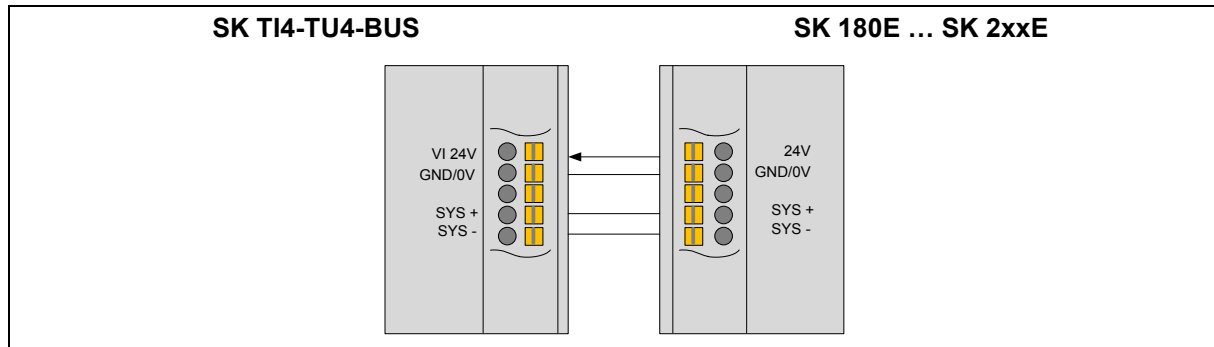 SK TI4-TU4-BUS
SK 180E … SK 2xxE
VI 24V
GND/0V
SYS +
SYS -
24V
GND/0V
SYS +
SYS -